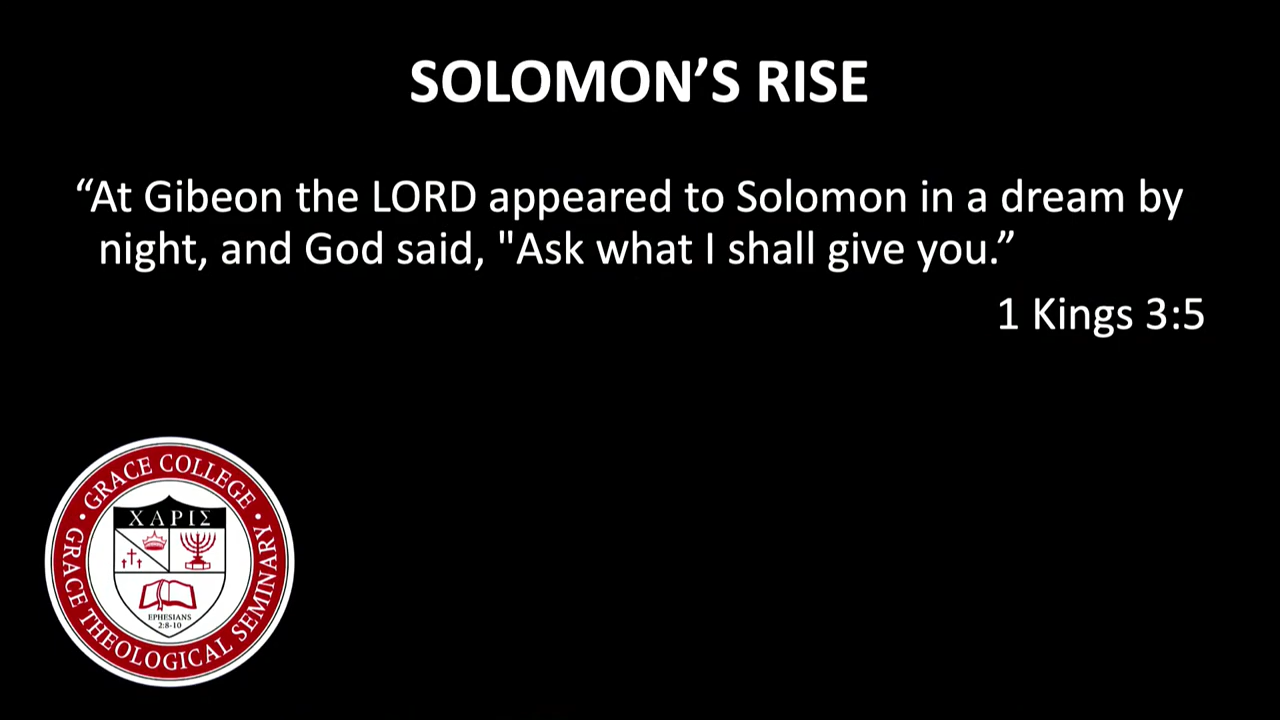 SOLOMON’S RISE
“At Gibeon the LORD appeared to Solomon in a dream by
night, and God said, "Ask what I shall give you.”
1 Kings 3:5
• GRACE COLLEGE •
GRACE THEOLOGICAL SEMINARY
ΧΑΡΙΣ
EPHESIANS
2:8-10